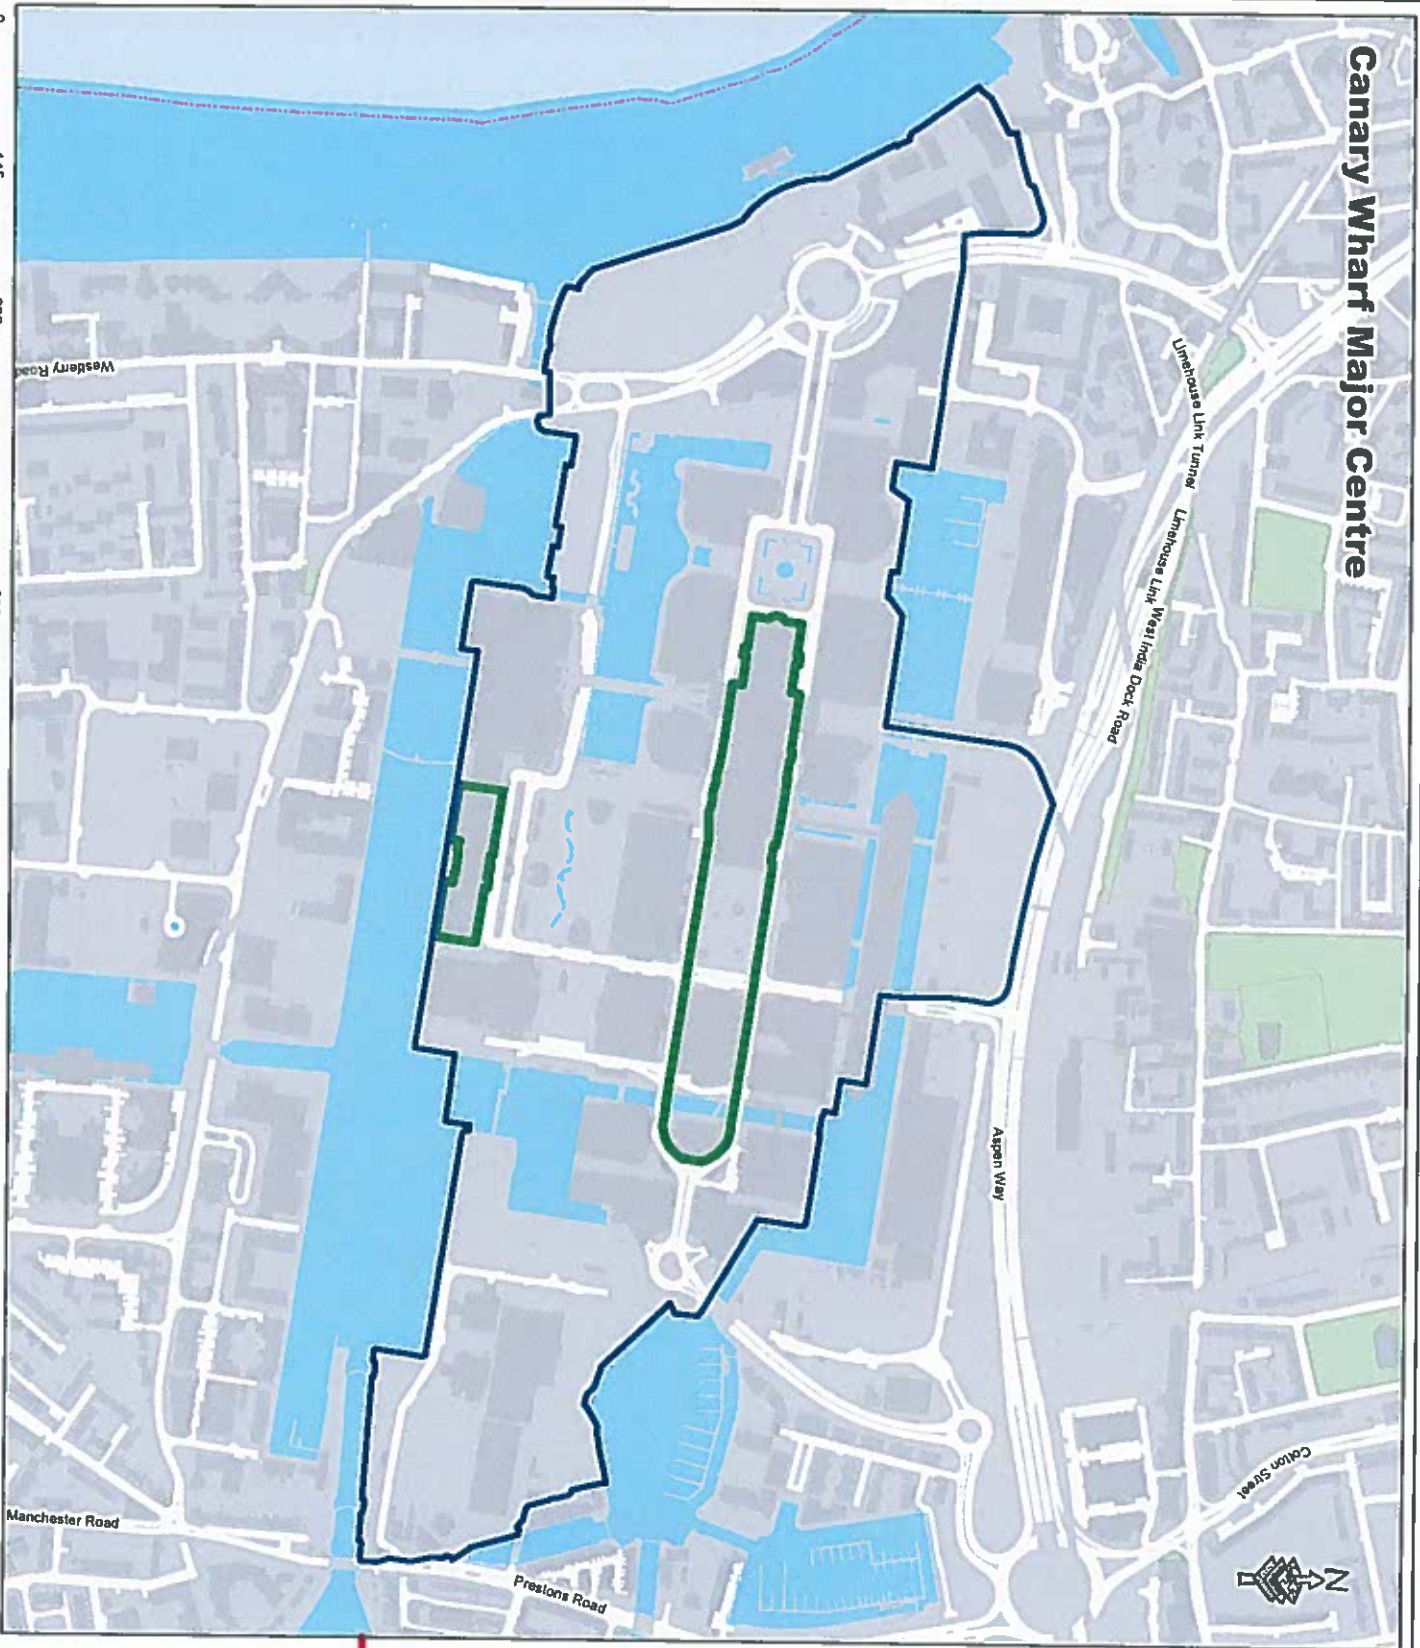 Canary Wharf Major Centre
Limehouse Link Tunnel
Limehouse Link
West India Dock Road
Westferry Road
Aspen Way
Cotton Street
Manchester Road
Prestons Road
N